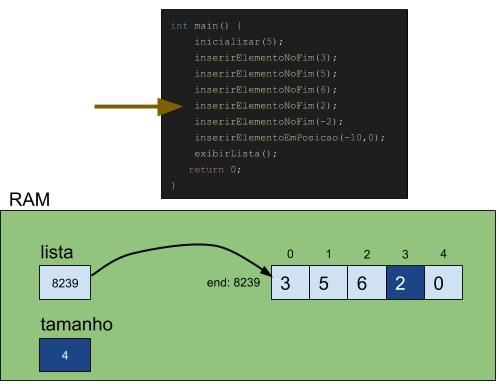 int main() {
inicializar(5);
inserirElementoNoFim(3);
inserirElementoNoFim(5);
inserirElementoNoFim(6);
inserirElementoNoFim(2);
inserirElementoNoFim(-2);
inserirElementoEmPosicao(-10,0);
exibirLista();
return 0;
}
RAM
lista
0 1 2 3 4
8239
end: 8239
3 5 6 2 0
tamanho
4